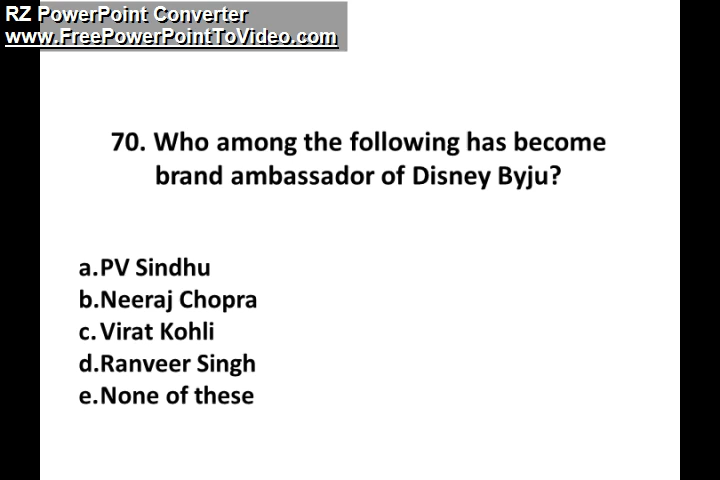 RZ PowerPoint Converter
www.FreePowerPointToVideo.com
70. Who among the following has become
brand ambassador of Disney Byju?
a.PV Sindhu
b.Neeraj Chopra
c.Virat Kohli
d.Ranveer Singh
e.None of these